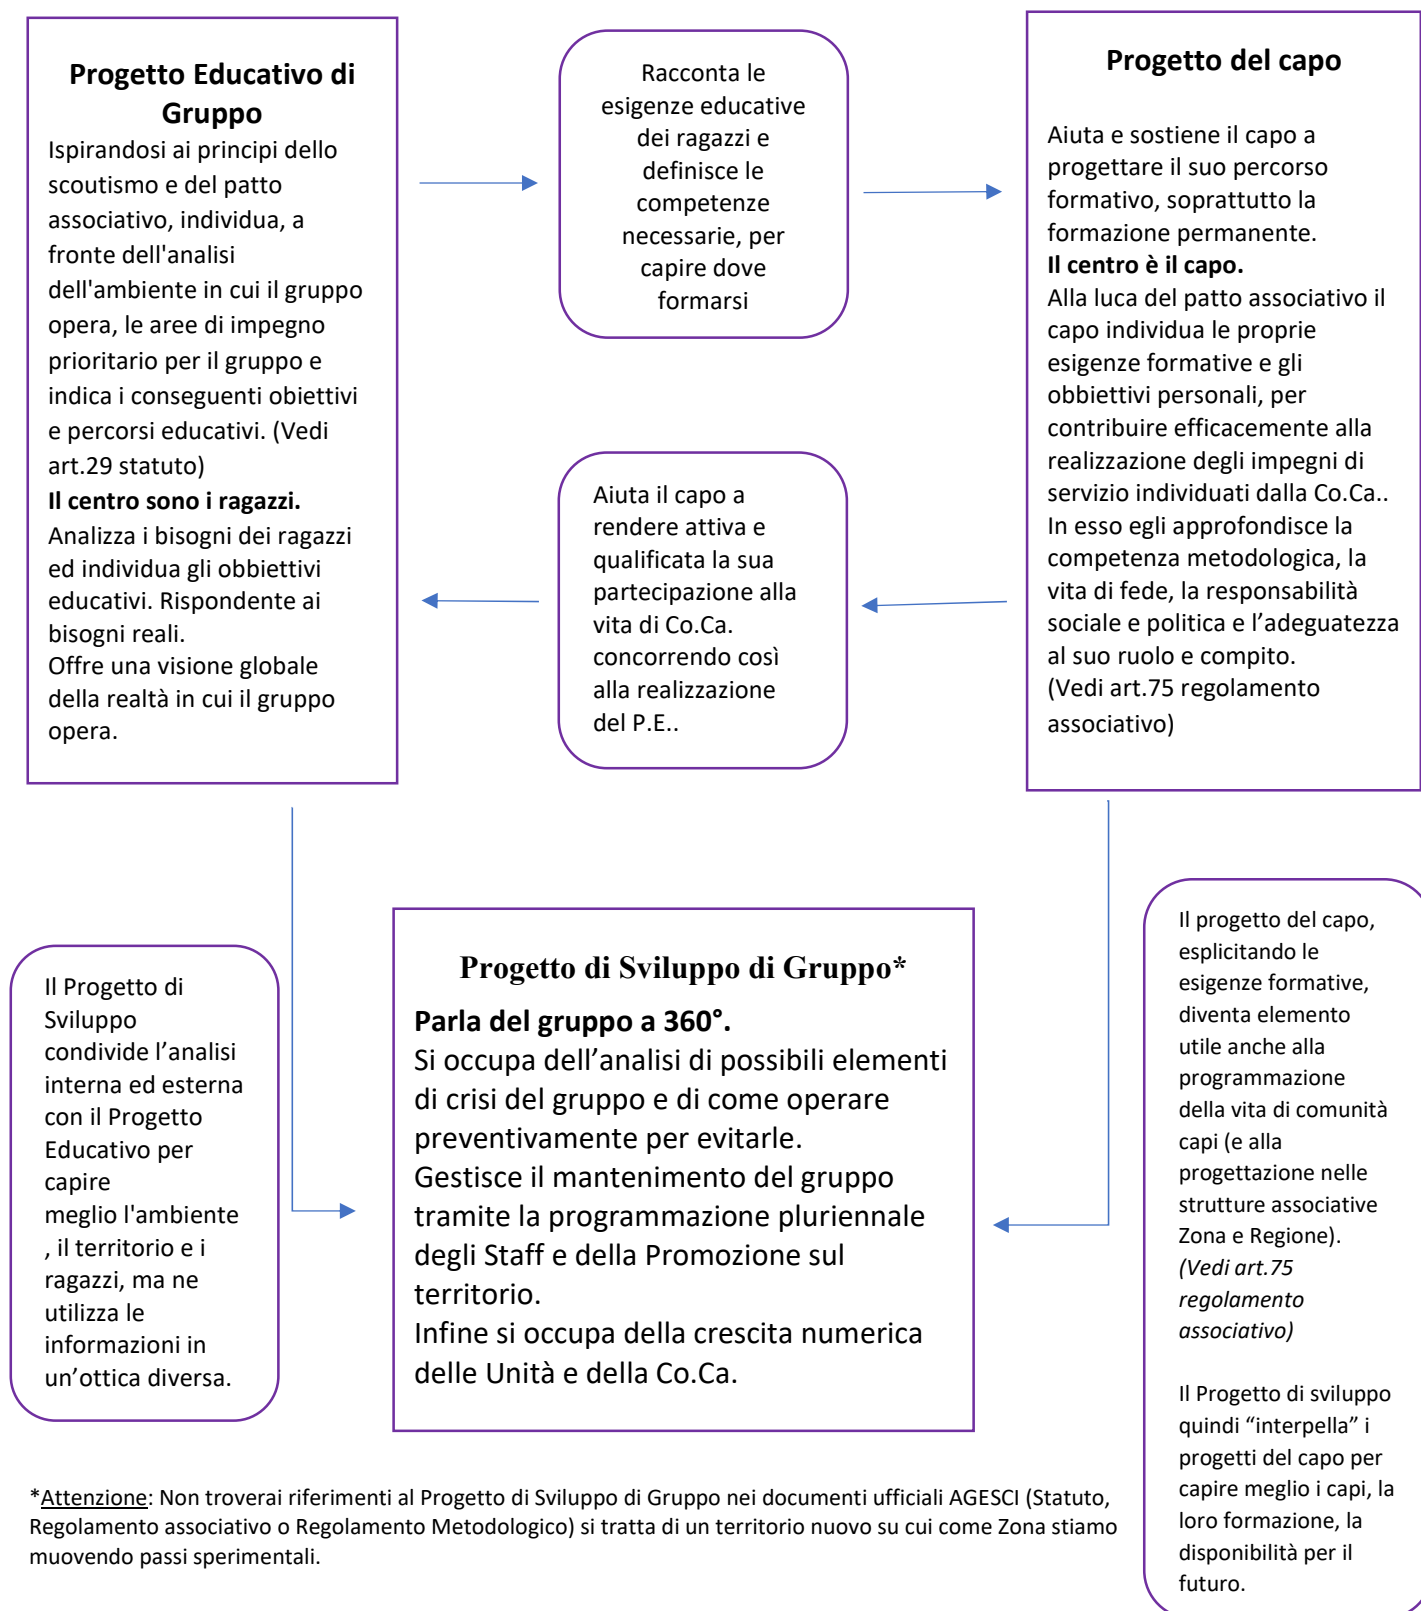 Progetto Educativo di
Gruppo
Ispirandosi ai principi dello
scoutismo e del patto
associativo, individua, a
fronte dell'analisi
dell'ambiente in cui il gruppo
opera, le aree di impegno
prioritario per il gruppo e
indica i conseguenti obiettivi
e percorsi educativi. (Vedi
art.29 statuto)
Il centro sono i ragazzi.
Analizza i bisogni dei ragazzi
ed individua gli obbiettivi
educativi. Rispondente ai
bisogni reali.
Offre una visione globale
della realtà in cui il gruppo
opera.
Racconta le
esigenze educative
dei ragazzi e
definisce le
competenze
necessarie, per
capire dove
formarsi
Aiuta il capo a
rendere attiva e
qualificata la sua
partecipazione alla
vita di Co.Ca.
concorrendo così
alla realizzazione
del P.E..
Progetto del capo
Aiuta e sostiene il capo a
progettare il suo percorso
formativo, soprattutto la
formazione permanente.
Il centro è il capo.
Alla luca del patto associativo il
capo individua le proprie
esigenze formative e gli
obbiettivi personali, per
contribuire efficacemente alla
realizzazione degli impegni di
servizio individuati dalla Co.Ca..
In esso egli approfondisce la
competenza metodologica, la
vita di fede, la responsabilità
sociale e politica e l’adeguatezza
al suo ruolo e compito.
(Vedi art.75 regolamento
associativo)
Il Progetto di
Sviluppo
condivide l’analisi
interna ed esterna
con il Progetto
Educativo per
capire
meglio l'ambiente
, il territorio e i
ragazzi, ma ne
utilizza le
informazioni in
un’ottica diversa.
Progetto di Sviluppo di Gruppo*
Parla del gruppo a 360°.
Si occupa dell’analisi di possibili elementi
di crisi del gruppo e di come operare
preventivamente per evitarle.
Gestisce il mantenimento del gruppo
tramite la programmazione pluriennale
degli Staff e della Promozione sul
territorio.
Infine si occupa della crescita numerica
delle Unità e della Co.Ca.
Il progetto del capo,
esplicitando le
esigenze formative,
diventa elemento
utile anche alla
programmazione
della vita di comunità
capi (e alla
progettazione nelle
strutture associative
Zona e Regione).
(Vedi art.75
regolamento
associativo)
Il Progetto di sviluppo
quindi “interpella” i
progetti del capo per
capire meglio i capi, la
loro formazione, la
disponibilità per il
futuro.
*Attenzione: Non troverai riferimenti al Progetto di Sviluppo di Gruppo nei documenti ufficiali AGESCI (Statuto,
Regolamento associativo o Regolamento Metodologico) si tratta di un territorio nuovo su cui come Zona stiamo
muovendo passi sperimentali.